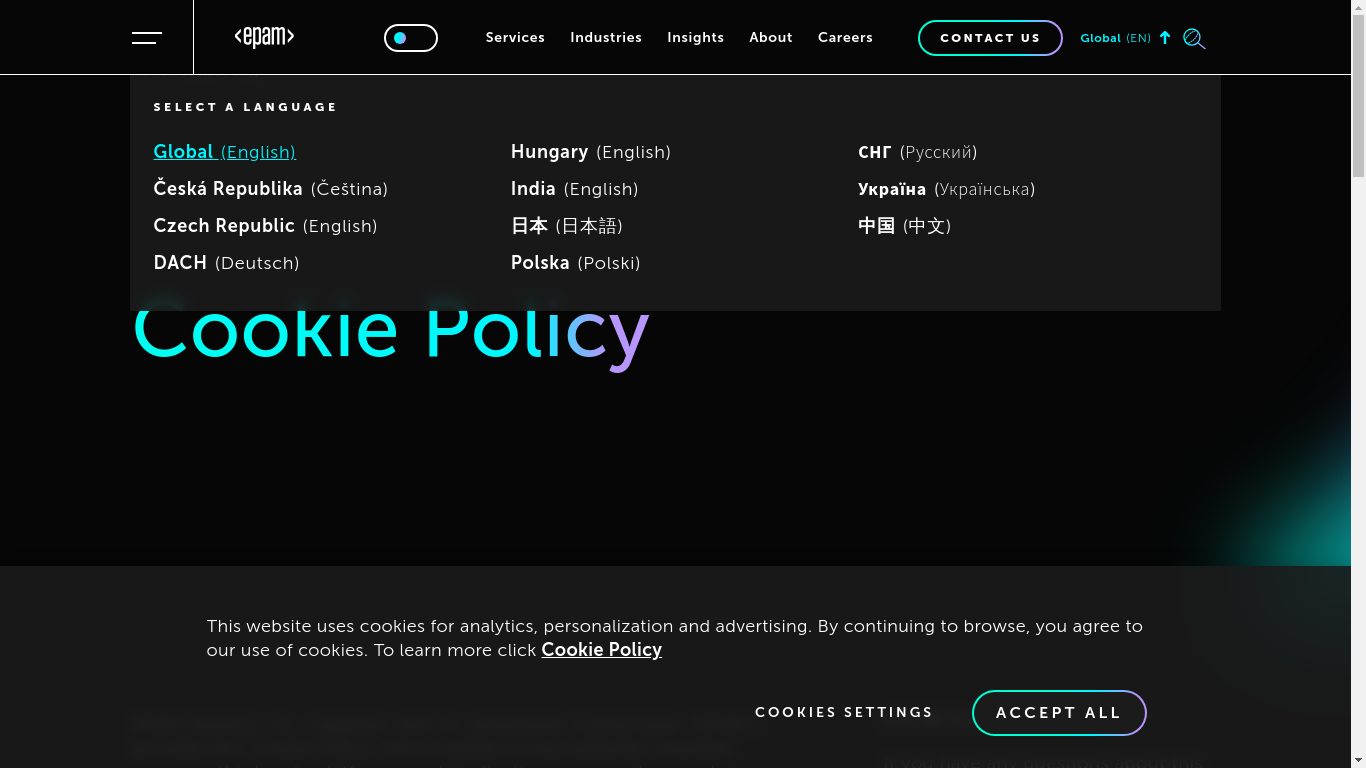 <epam>
Services
Industries
Insights
About
Careers
CONTACT US
Global (EN)
SELECT A LANGUAGE
Global (English)
Česká Republika (Čeština)
Czech Republic (English)
DACH (Deutsch)
Hungary (English)
India (English)
日本 (日本語)
Polska (Polski)
СНГ (Русский)
Україна (Українська)
中国 (中文)
Cookie Policy
This website uses cookies for analytics, personalization and advertising. By continuing to browse, you agree to
our use of cookies. To learn more click Cookie Policy
COOKIES SETTINGS
ACCEPT ALL